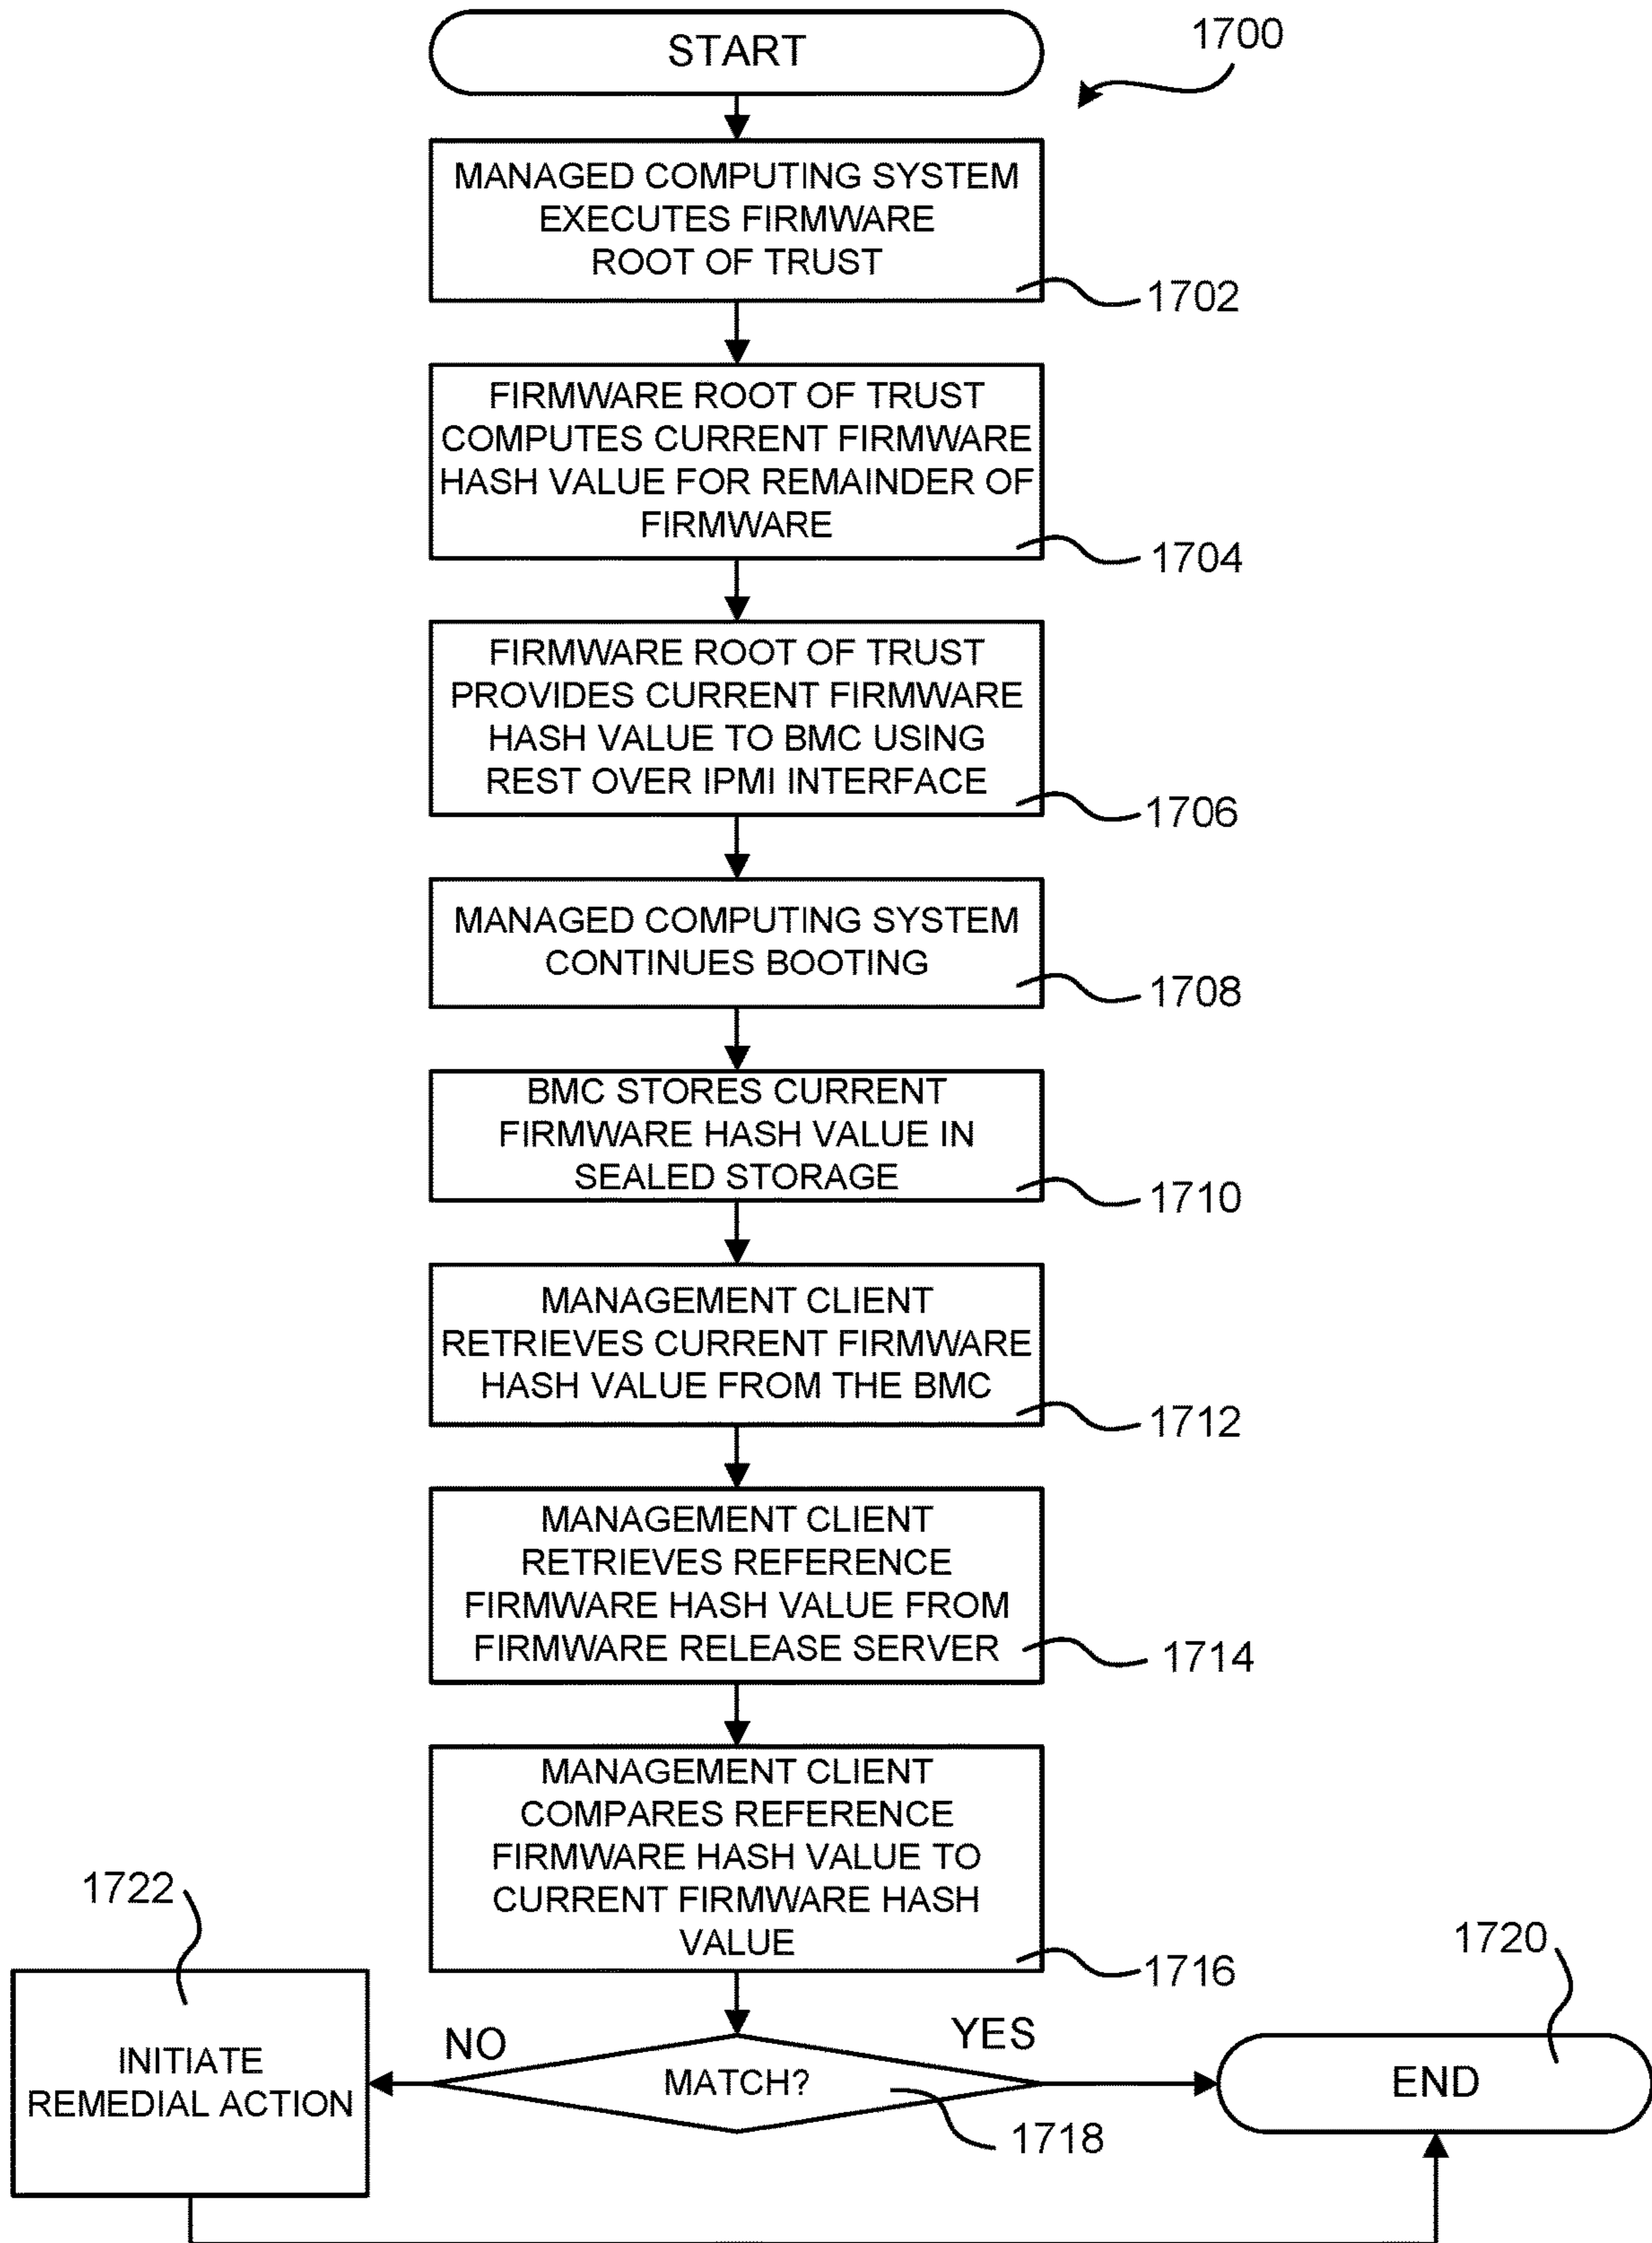 START
1700
MANAGED COMPUTING SYSTEM
EXECUTES FIRMWARE
ROOT OF TRUST
1702
FIRMWARE ROOT OF TRUST
COMPUTES CURRENT FIRMWARE
HASH VALUE FOR REMAINDER OF
FIRMWARE
1704
FIRMWARE ROOT OF TRUST
PROVIDES CURRENT FIRMWARE
HASH VALUE TO BMC USING
REST OVER IPMI INTERFACE
1706
MANAGED COMPUTING SYSTEM
CONTINUES BOOTING
1708
BMC STORES CURRENT
FIRMWARE HASH VALUE IN
SEALED STORAGE
1710
MANAGEMENT CLIENT
RETRIEVES CURRENT FIRMWARE
HASH VALUE FROM THE BMC
1712
MANAGEMENT CLIENT
RETRIEVES REFERENCE
FIRMWARE HASH VALUE FROM
FIRMWARE RELEASE SERVER
1714
MANAGEMENT CLIENT
COMPARES REFERENCE
FIRMWARE HASH VALUE TO
CURRENT FIRMWARE HASH
VALUE
1716
1722
INITIATE
REMEDIAL ACTION
NO
MATCH?
1718
YES
1720
END